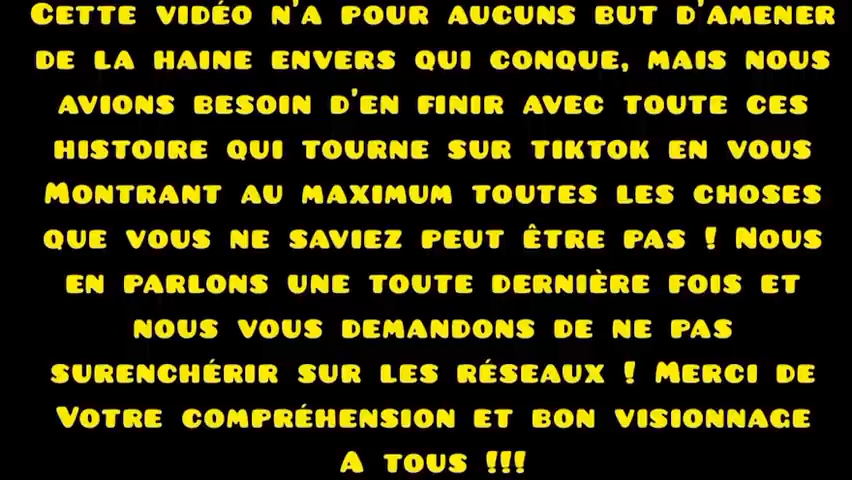 Cette vidéo n'a pour aucuns but d'amener
de la haine envers qui conque, mais nous
avions besoin d'en finir avec toute ces
histoire qui tourne sur tiktok en vous
Montrant au maximum toutes les choses
que vous ne saviez peut être pas ! Nous
en parlons une toute dernière fois et
nous vous demandons de ne pas
surenchérir sur les réseaux ! Merci de
Votre compréhension et bon visionnage
A tous !!!